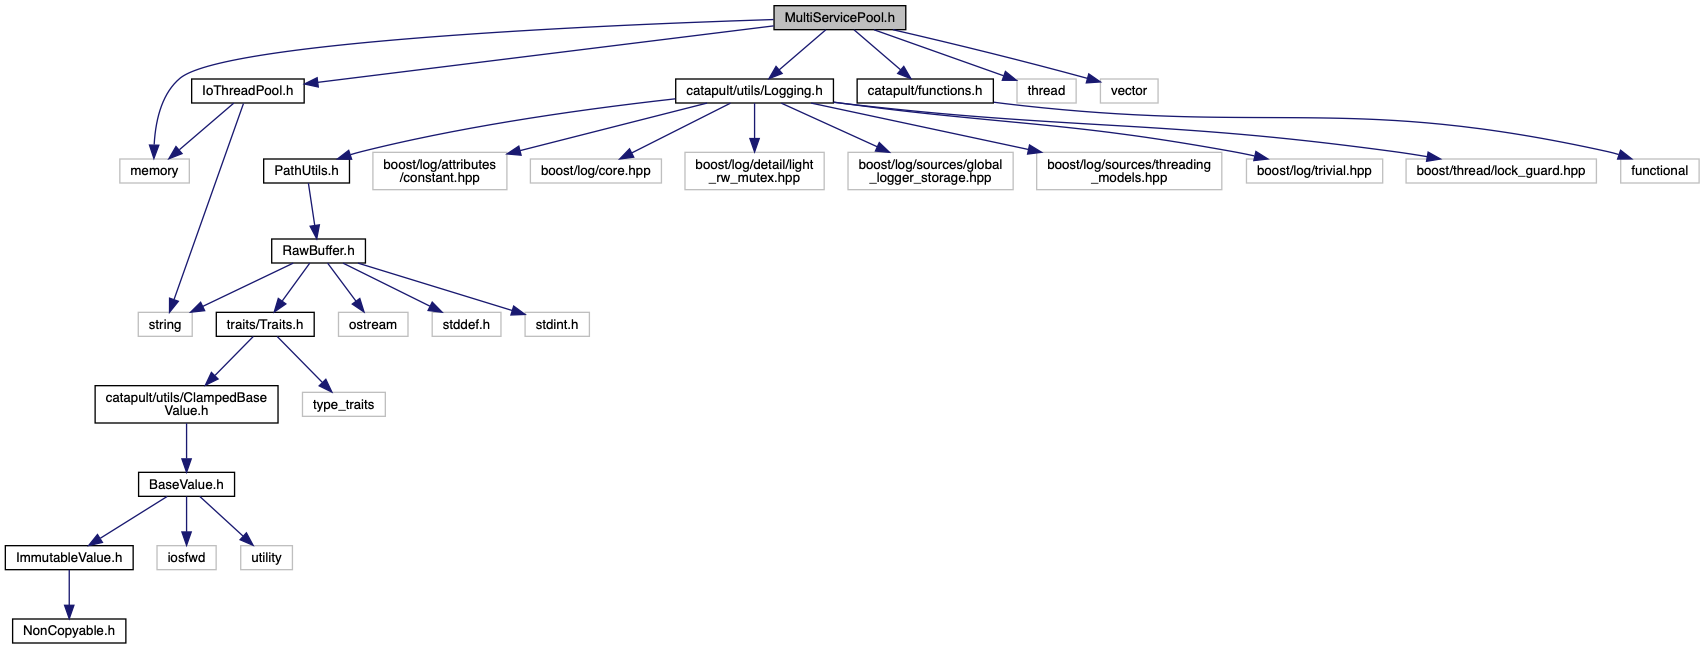 MultiServicePool.h
IoThreadPool.h
catapult/utils/Logging.h
catapult/functions.h
thread
vector
memory
PathUtils.h
boost/log/attributes
/constant.hpp
boost/log/core.hpp
boost/log/detail/light
_rw_mutex.hpp
boost/log/sources/global
_logger_storage.hpp
boost/log/sources/threading
_models.hpp
boost/log/trivial.hpp
boost/thread/lock_guard.hpp
functional
RawBuffer.h
string
traits/Traits.h
ostream
stddef.h
stdint.h
catapult/utils/ClampedBase
Value.h
type_traits
BaseValue.h
ImmutableValue.h
iosfwd
utility
NonCopyable.h